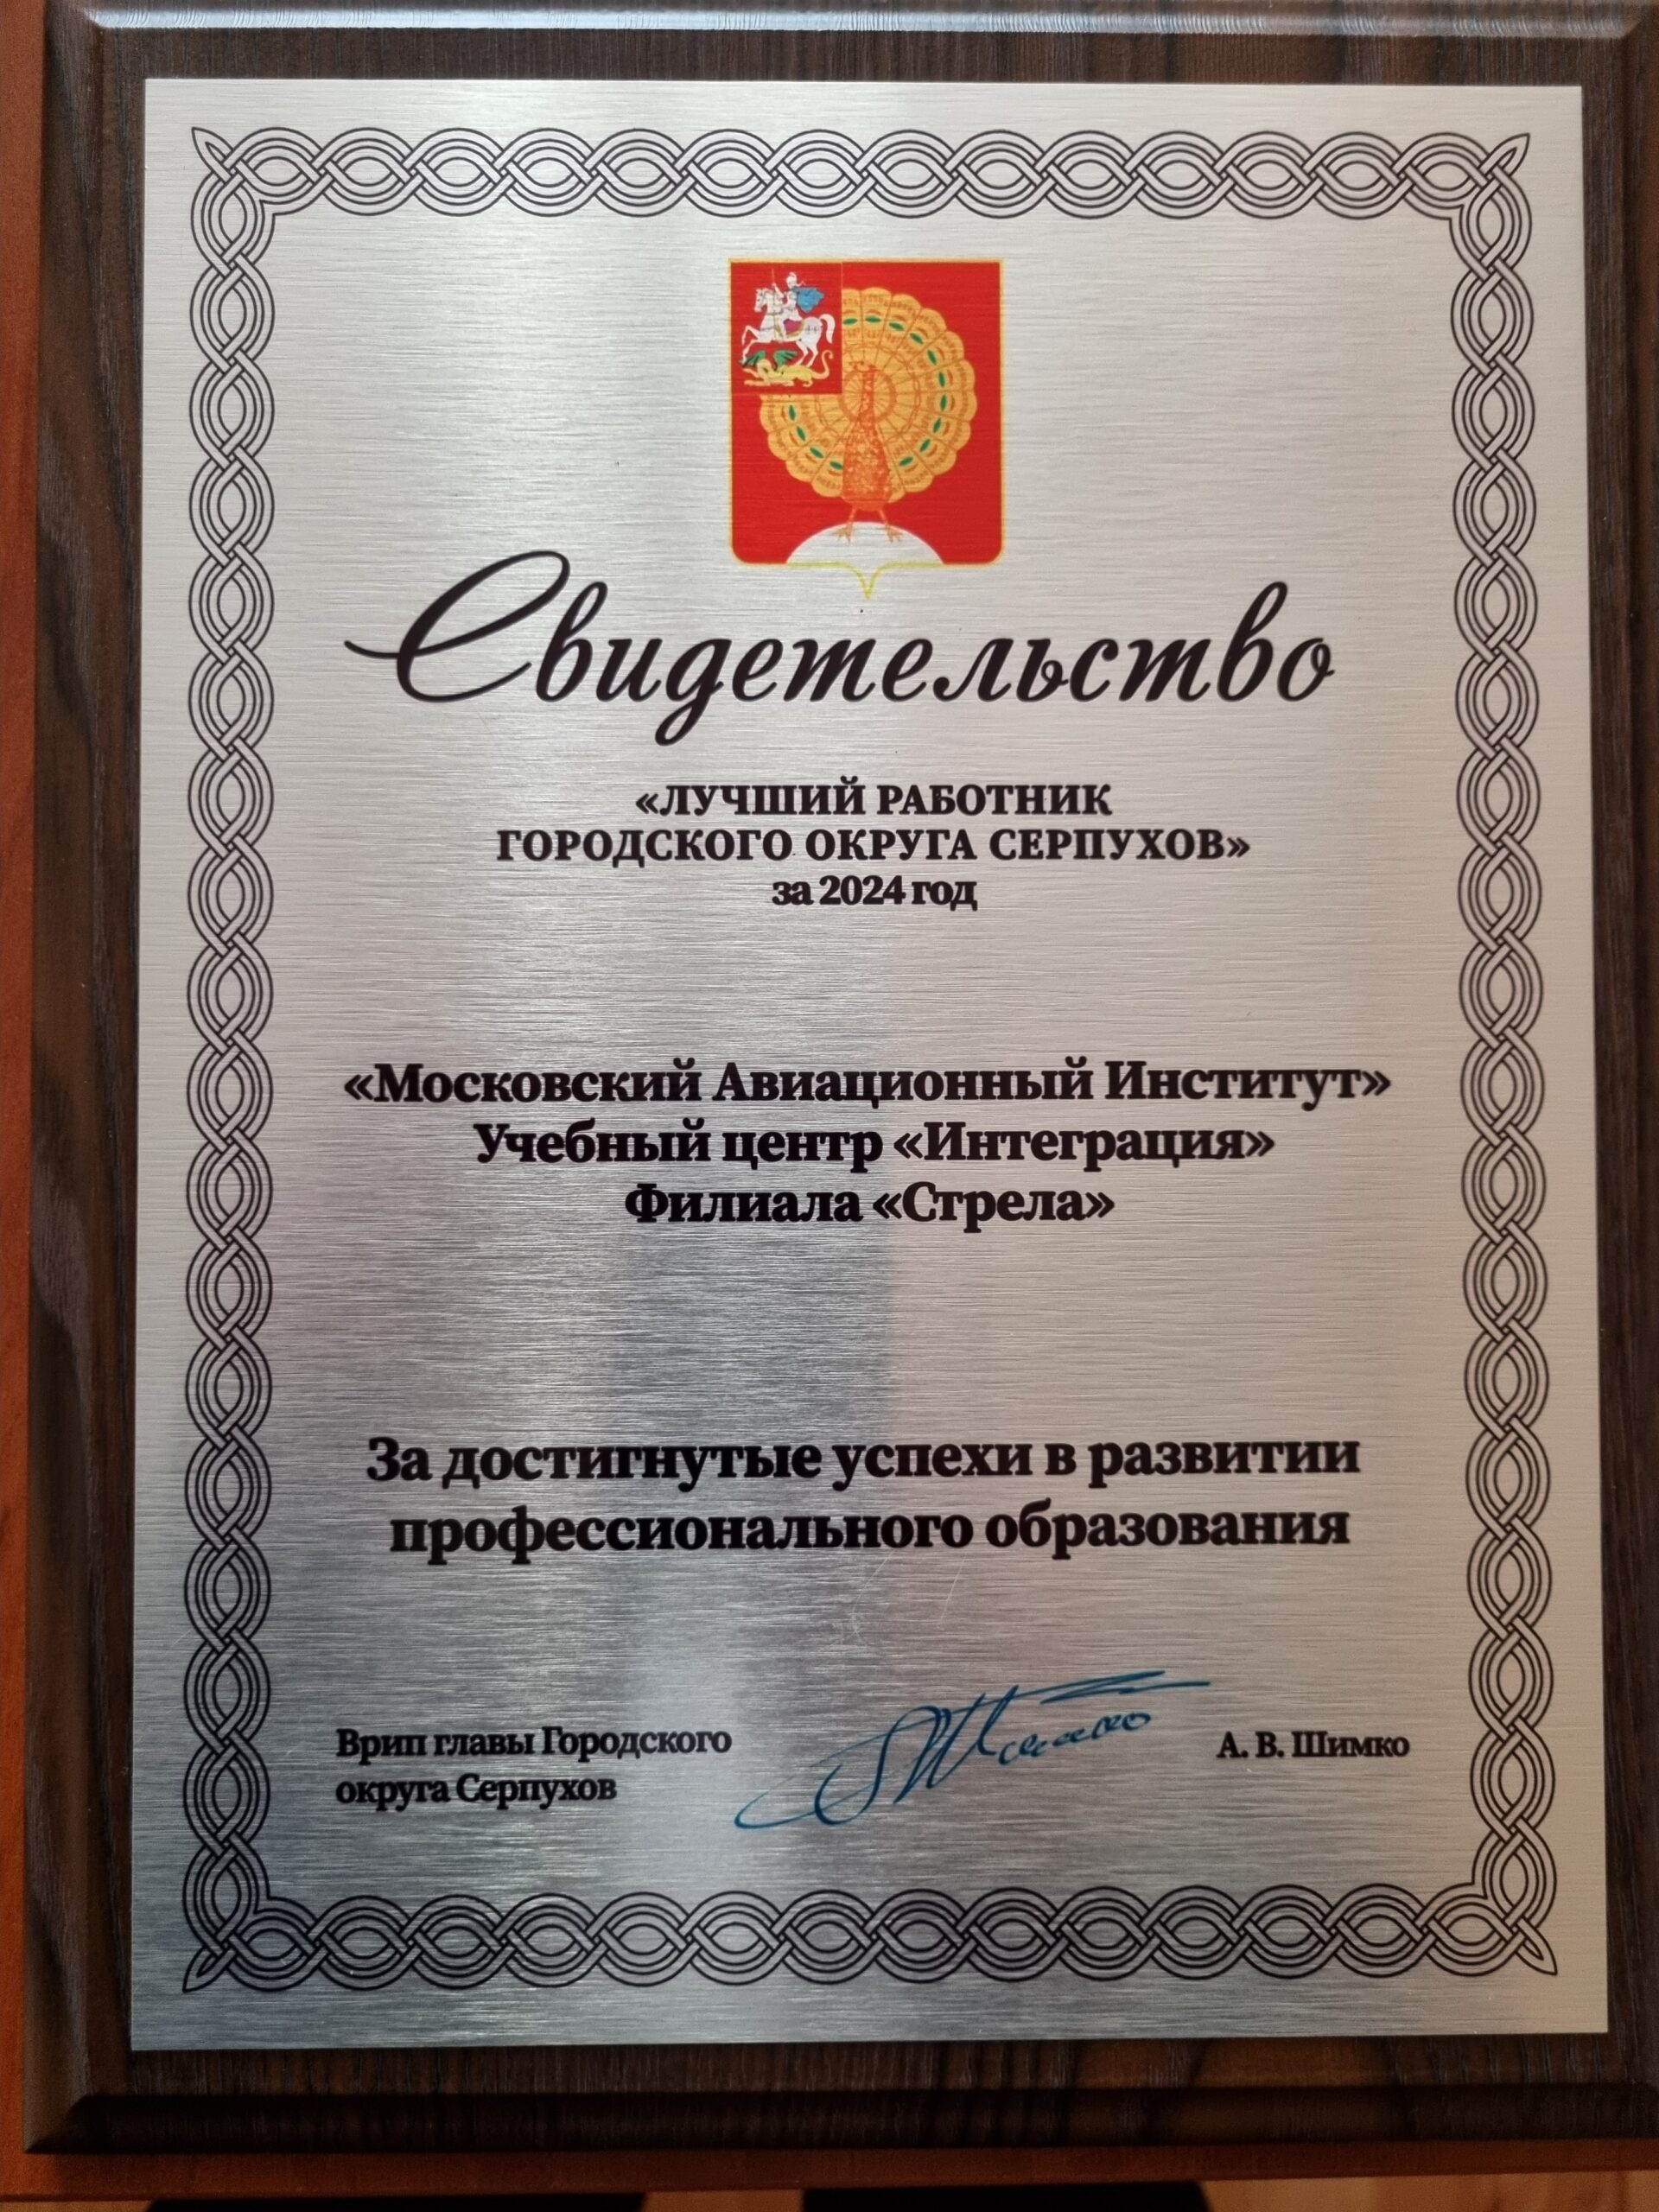 Свидетельство
«ЛУЧШИЙ РАБОТНИК
ГОРОДСКОГО ОКРУГА СЕРПУХОВ»
за 2024 год
«Московский Авиационный Институт»
Учебный центр «Интеграция»
Филиала «Стрела»
За достигнутые успехи в развитии
профессионального образования
Врип главы Городского
округа Серпухов
А. В. Шимко